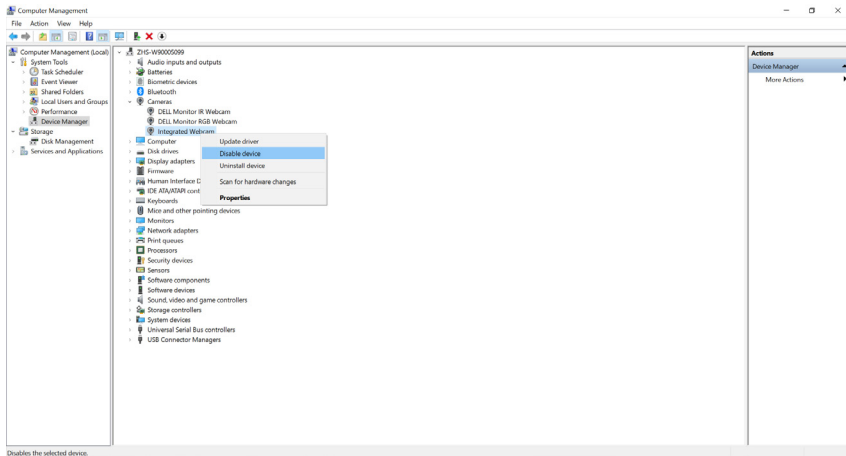 Computer Management
File Action View Help
Computer Management (Local)
System Tools
Task Scheduler
Event Viewer
Shared Folders
Local Users and Groups
Performance
Device Manager
Storage
Disk Management
Services and Applications
ZHS-W90005099
Audio inputs and outputs
Batteries
Biometric devices
Bluetooth
Cameras
DELL Monitor IR Webcam
DELL Monitor RGB Webcam
Integrated Webcam
Computer
Disk drives
Display adapters
Firmware
Human Interface D
IDE ATA/ATAPI cont
Keyboards
Mice and other pointing devices
Monitors
Network adapters
Print queues
Processors
Security devices
Sensors
Software components
Software devices
Sound, video and game controllers
Storage controllers
System devices
Universal Serial Bus controllers
USB Connector Managers
Update driver
Disable device
Uninstall device
Scan for hardware changes
Properties
Actions
Device Manager
More Actions
Disables the selected device.